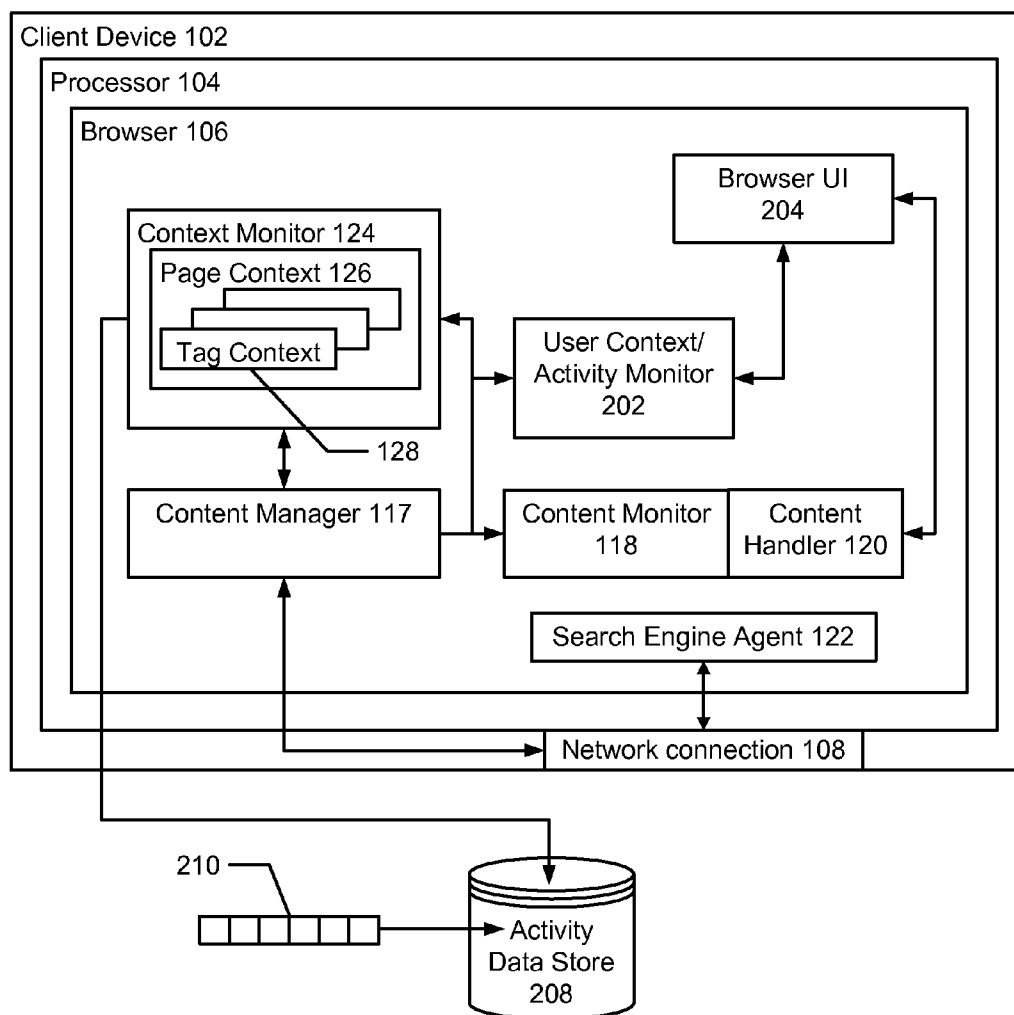 Client Device 102
Processor 104
Browser 106
Browser UI
204
Context Monitor 124
Page Context 126
Tag Context
128
User Context/
Activity Monitor
202
Content Manager 117
Content Monitor
118
Content
Handler 120
Search Engine Agent 122
Network connection 108
210
Activity
Data Store
208